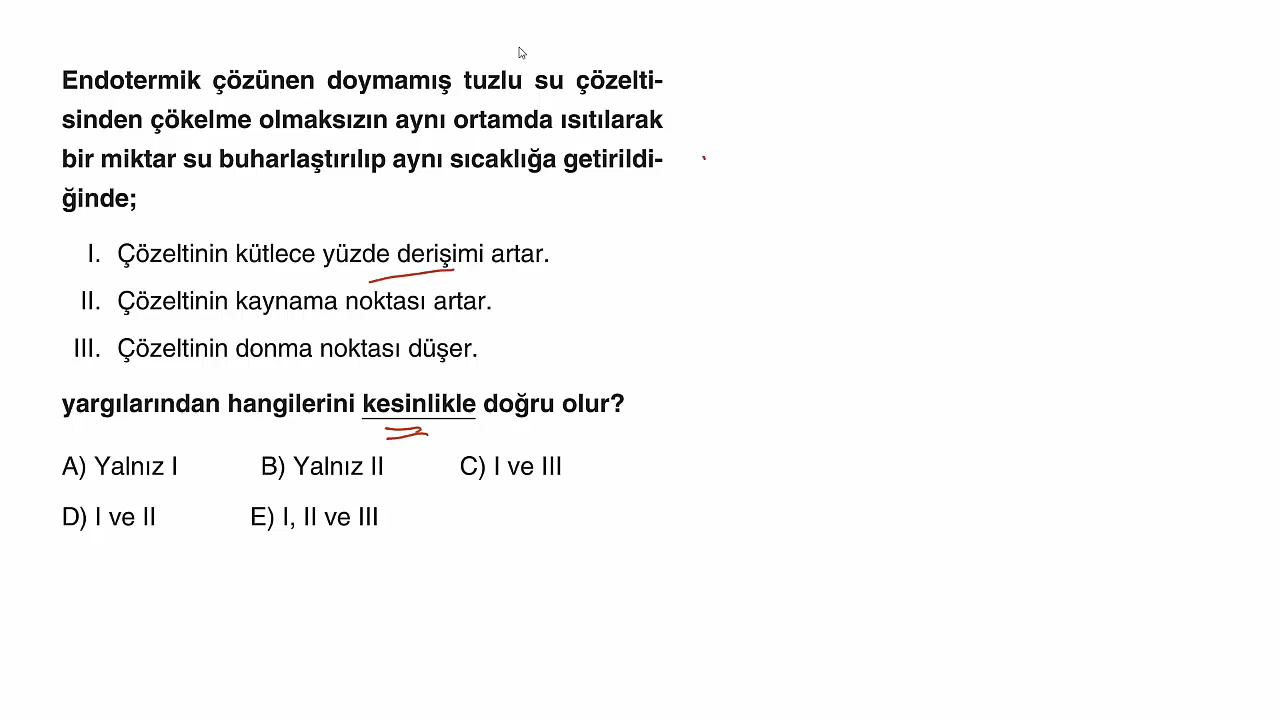 Endotermik çözünen doymamış tuzlu su çözelti-
sinden çökelme olmaksızın aynı ortamda ısıtılarak
bir miktar su buharlaştırılıp aynı sıcaklığa getirildi-
ğinde;
I. Çözeltinin kütlece yüzde derişimi artar.
II. Çözeltinin kaynama noktası artar.
III. Çözeltinin donma noktası düşer.
yargılarından hangilerini kesinlikle doğru olur?
A) Yalnız I B) Yalnız II C) I ve III
D) I ve II E) I, II ve III